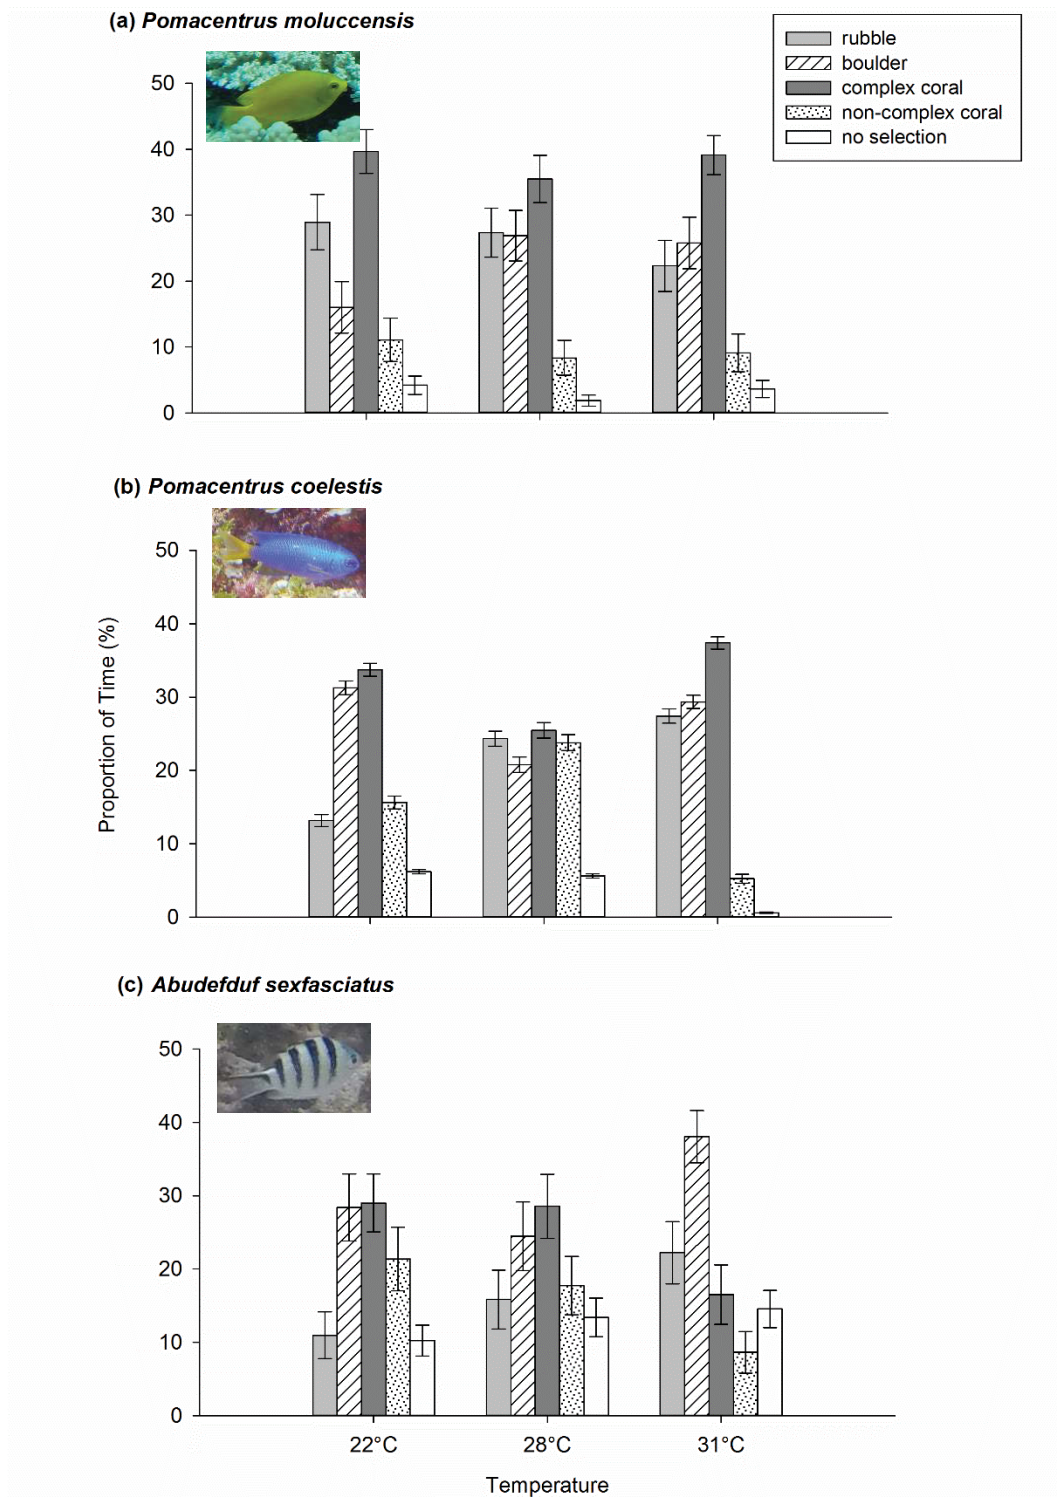 (a) Pomacentrus moluccensis
rubble
boulder
complex coral
non-complex coral
no selection
50
40
30
20
10
0
(b) Pomacentrus coelestis
50
40
30
20
10
0
Proportion of Time (%)
(c) Abudefduf sexfasciatus
50
40
30
20
10
0
22°C 28°C 31°C
Temperature